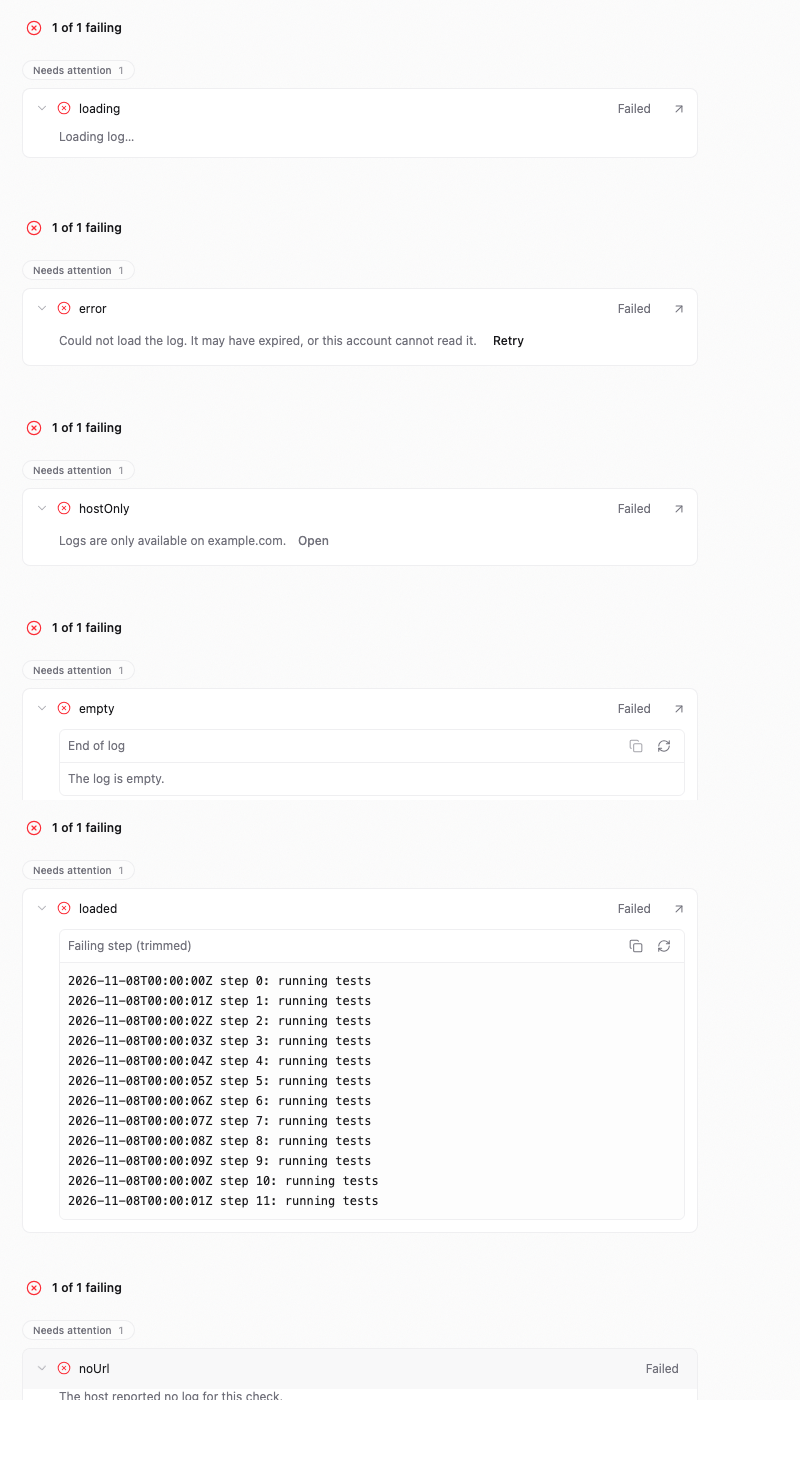 1 of 1 failing
Needs attention 1
loading Failed
Loading log...
1 of 1 failing
Needs attention 1
error Failed
Could not load the log. It may have expired, or this account cannot read it. Retry
1 of 1 failing
Needs attention 1
hostOnly Failed
Logs are only available on example.com. Open
1 of 1 failing
Needs attention 1
empty Failed
End of log
The log is empty.
1 of 1 failing
Needs attention 1
loaded Failed
Failing step (trimmed)
2026-11-08T00:00:00Z step 0: running tests
2026-11-08T00:00:01Z step 1: running tests
2026-11-08T00:00:02Z step 2: running tests
2026-11-08T00:00:03Z step 3: running tests
2026-11-08T00:00:04Z step 4: running tests
2026-11-08T00:00:05Z step 5: running tests
2026-11-08T00:00:06Z step 6: running tests
2026-11-08T00:00:07Z step 7: running tests
2026-11-08T00:00:08Z step 8: running tests
2026-11-08T00:00:09Z step 9: running tests
2026-11-08T00:00:00Z step 10: running tests
2026-11-08T00:00:01Z step 11: running tests
1 of 1 failing
Needs attention 1
noUrl Failed
The host reported no log for this check.